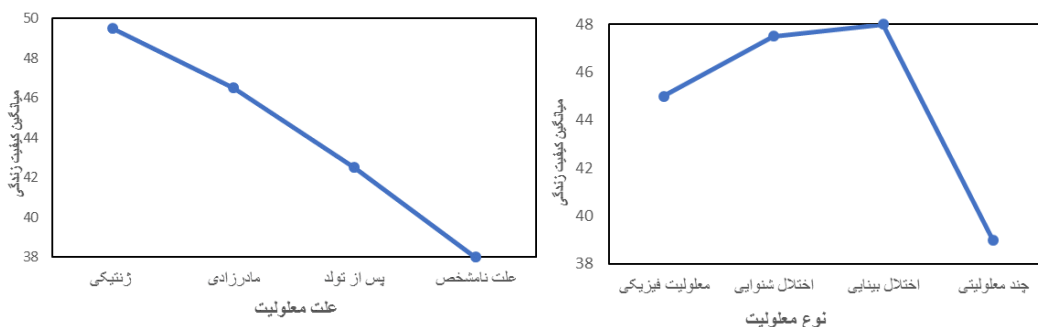 50
48
46
44
42
40
38
میانگین کیفیت زندگی
ژنتیکی
مادرزادی
پس از تولد
علت نامشخص
علت معلولیت
48
46
44
42
40
38
میانگین کیفیت زندگی
معلولیت فیزیکی
اختلال شنوایی
اختلال بینایی
چند معلولیتی
نوع معلولیت